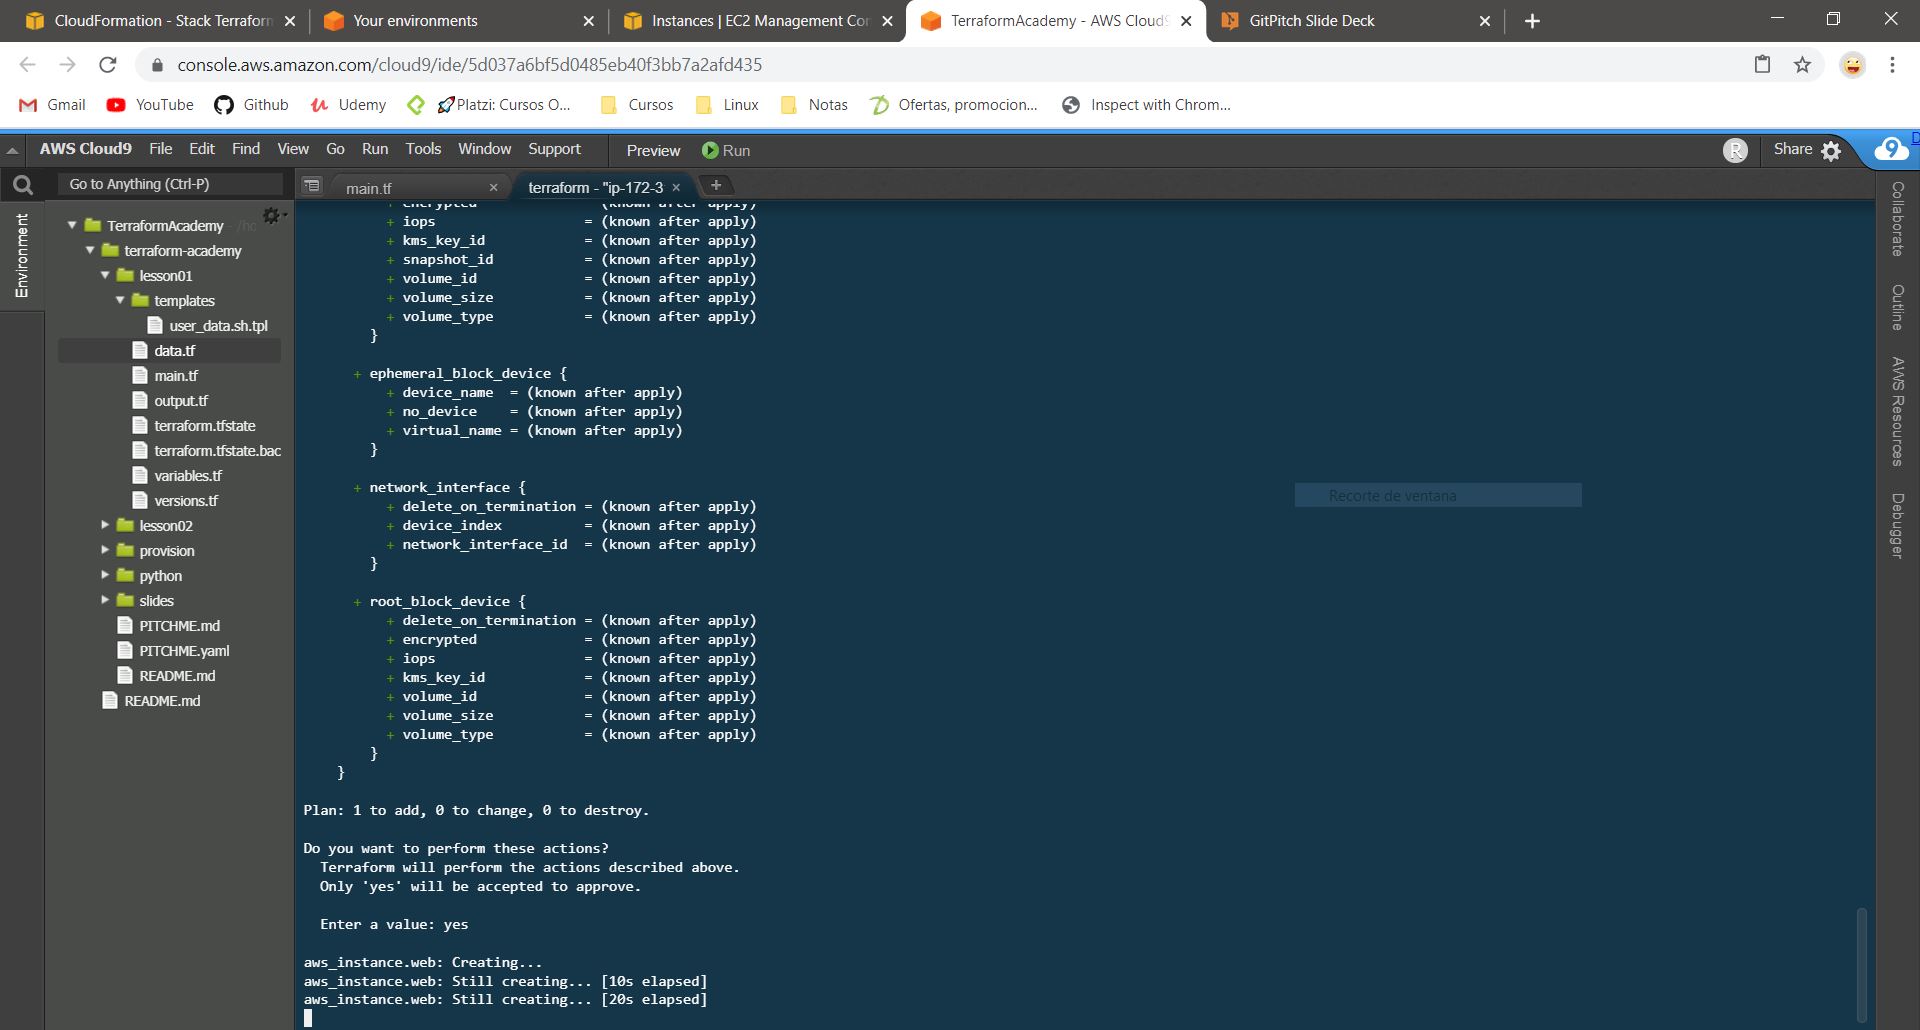 CloudFormation - Stack Terraform
Your environments
Instances | EC2 Management Con
TerraformAcademy - AWS Cloud9
GitPitch Slide Deck
console.aws.amazon.com/cloud9/ide/5d037a6bf5d0485eb40f3bb7a2afd435
Gmail
YouTube
Github
Udemy
Platzi: Cursos O...
Cursos
Linux
Notas
Ofertas, promocion...
Inspect with Chrom...
AWS Cloud9 File Edit Find View Go Run Tools Window Support Preview Run
R
Share
9
D
Go to Anything (Ctrl-P)
Environment
TerraformAcademy - /ho
terraform-academy
lesson01
templates
user_data.sh.tpl
data.tf
main.tf
output.tf
terraform.tfstate
terraform.tfstate.bac
variables.tf
versions.tf
lesson02
provision
python
slides
PITCHME.md
PITCHME.yaml
README.md
README.md
main.tf
terraform - "ip-172-3
+ encrypted = (known after apply)
+ iops = (known after apply)
+ kms_key_id = (known after apply)
+ snapshot_id = (known after apply)
+ volume_id = (known after apply)
+ volume_size = (known after apply)
+ volume_type = (known after apply)
}
+ ephemeral_block_device {
+ device_name = (known after apply)
+ no_device = (known after apply)
+ virtual_name = (known after apply)
}
+ network_interface {
+ delete_on_termination = (known after apply)
+ device_index = (known after apply)
+ network_interface_id = (known after apply)
}
+ root_block_device {
+ delete_on_termination = (known after apply)
+ encrypted = (known after apply)
+ iops = (known after apply)
+ kms_key_id = (known after apply)
+ volume_id = (known after apply)
+ volume_size = (known after apply)
+ volume_type = (known after apply)
}
}
Plan: 1 to add, 0 to change, 0 to destroy.
Do you want to perform these actions?
Terraform will perform the actions described above.
Only 'yes' will be accepted to approve.
Enter a value: yes
aws_instance.web: Creating...
aws_instance.web: Still creating... [10s elapsed]
aws_instance.web: Still creating... [20s elapsed]
Recorte de ventana
Collaborate
Outline
AWS Resources
Debugger